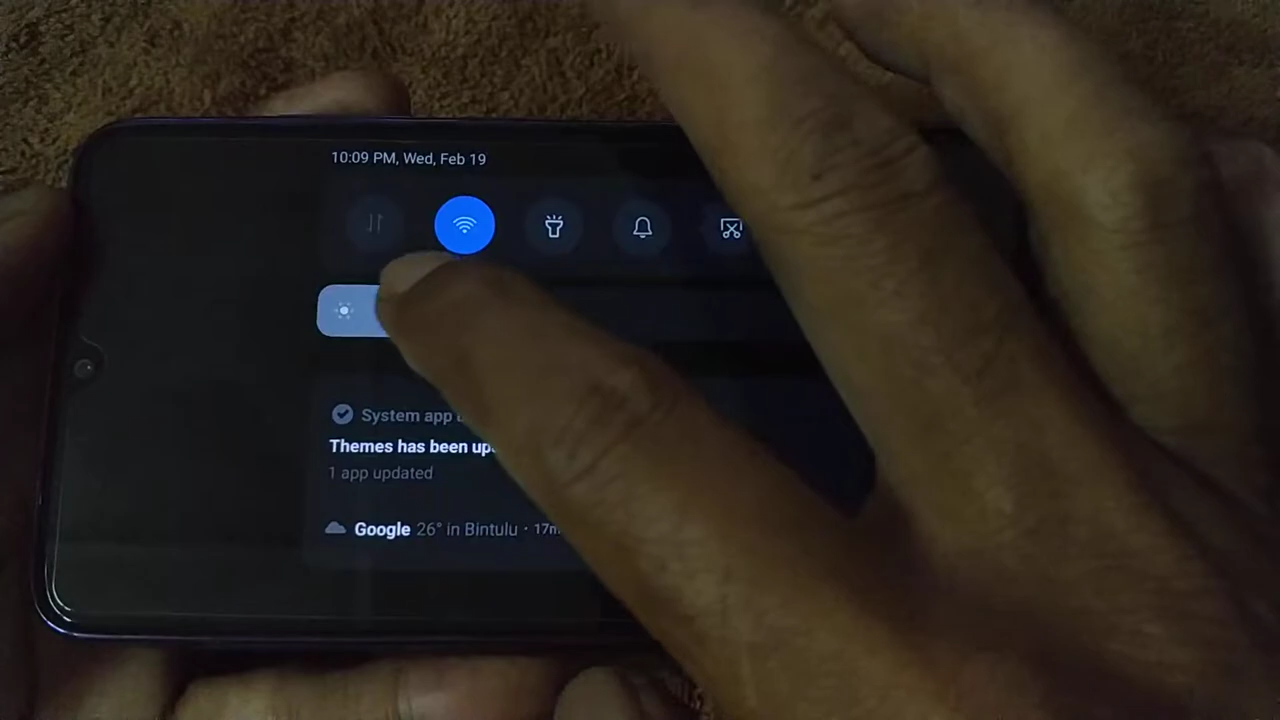 10:09 PM, Wed, Feb 19
System app
Themes has been
1 app updated
Google 26° in Bintulu · 17m